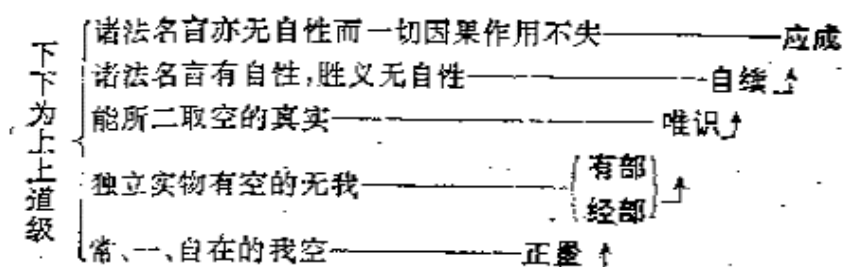 下下为上上道级
诸法名言亦无自性而一切因果作用不失——应成
诸法名言有自性,胜义无自性——自续↑
能所二取空的真实——唯识↑
独立实物有空的无我——{有部 经部}↑
常、一、自在的我空——正量↑